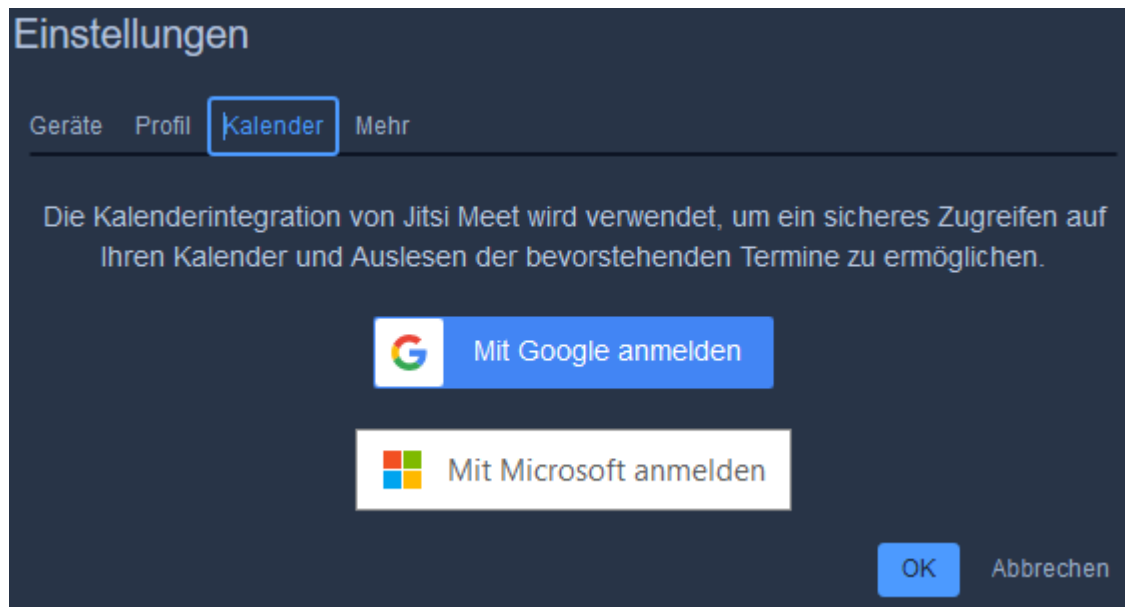 Einstellungen
Geräte Profil Kalender Mehr
Die Kalenderintegration von Jitsi Meet wird verwendet, um ein sicheres Zugreifen auf
Ihren Kalender und Auslesen der bevorstehenden Termine zu ermöglichen.
Mit Google anmelden
Mit Microsoft anmelden
OK Abbrechen